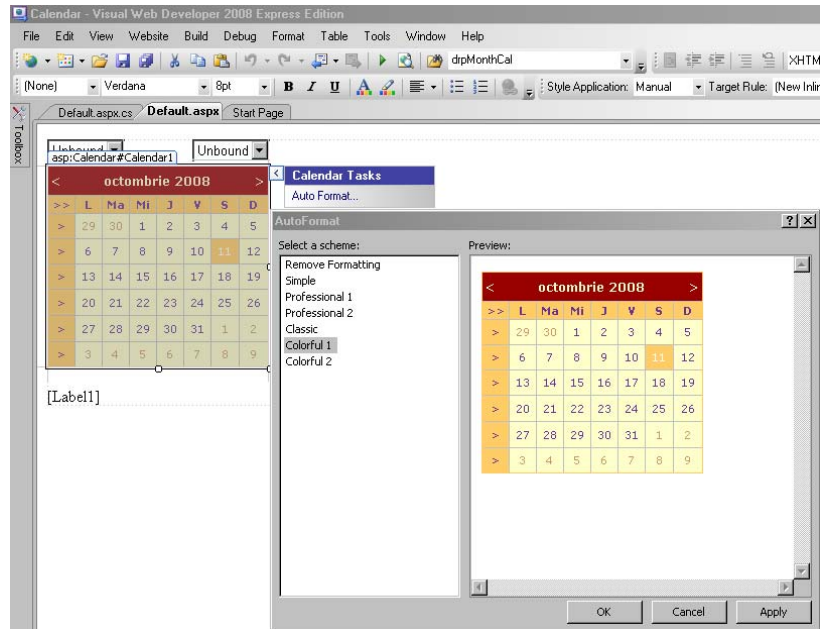 Calendar - Visual Web Developer 2008 Express Edition
File Edit View Website Build Debug Format Table Tools Window Help
drpMonthCal XHTM
(None) Verdana 8pt B I U A Style Application: Manual Target Rule: (New Inlin
Default.aspx.cs Default.aspx Start Page
Toolbox
Unbound Unbound
asp:Calendar#Calendar1
< octombrie 2008 >
>> L Ma Mi J V S D
> 29 30 1 2 3 4 5
> 6 7 8 9 10 11 12
> 13 14 15 16 17 18 19
> 20 21 22 23 24 25 26
> 27 28 29 30 31 1 2
> 3 4 5 6 7 8 9
[Label1]
< Calendar Tasks
Auto Format...
AutoFormat ? X
Select a scheme:
Remove Formatting
Simple
Professional 1
Professional 2
Classic
Colorful 1
Colorful 2
Preview:
< octombrie 2008 >
>> L Ma Mi J V S D
> 29 30 1 2 3 4 5
> 6 7 8 9 10 11 12
> 13 14 15 16 17 18 19
> 20 21 22 23 24 25 26
> 27 28 29 30 31 1 2
> 3 4 5 6 7 8 9
OK Cancel Apply